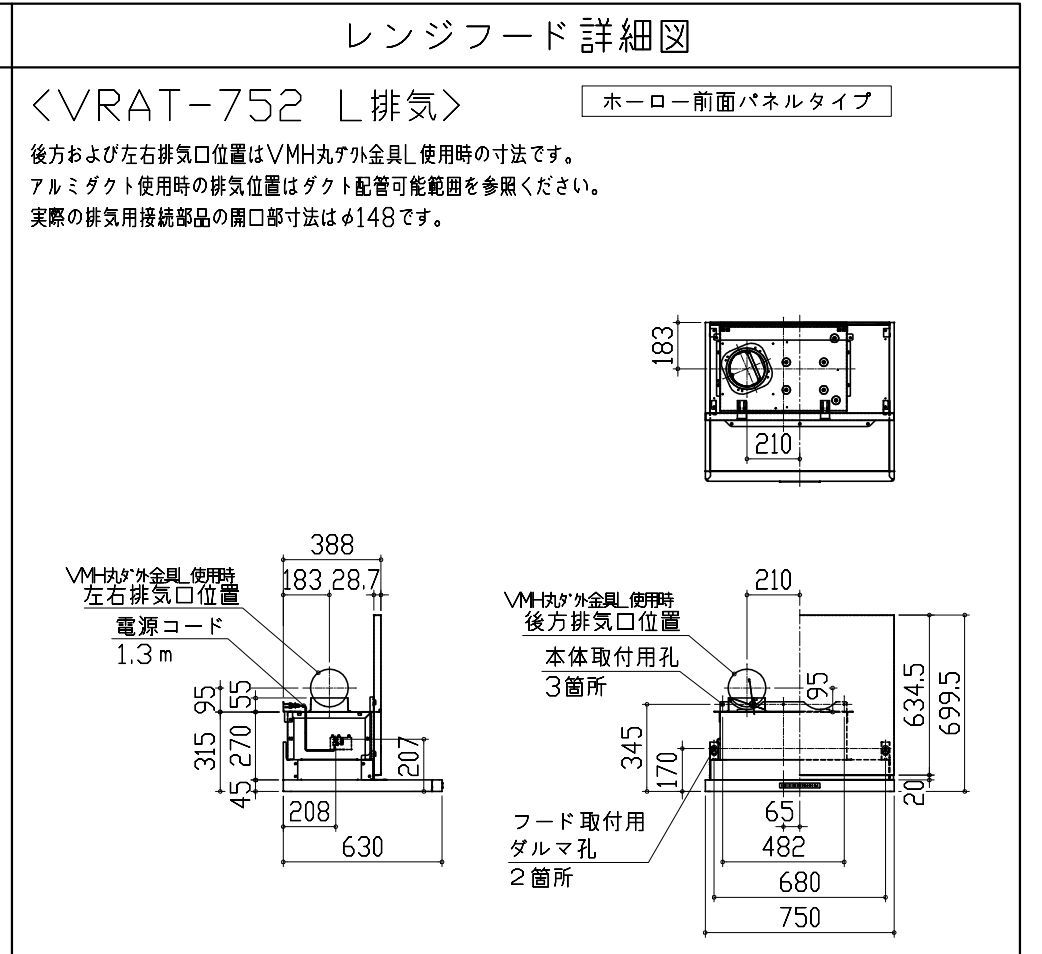 レンジフード詳細図
<VRAT-752 L排気>
ホーロー前面パネルタイプ
後方および左右排気口位置はVMH丸ダクト金具L使用時の寸法です。
アルミダクト使用時の排気位置はダクト配管可能範囲を参照ください。
実際の排気用接続部品の開口部寸法はφ148です。
183
210
388
183
28.7
VMH丸ダクト金具L使用時
左右排気口位置
電源コード
1.3m
95
55
315
270
45
207
208
630
210
VMH丸ダクト金具L使用時
後方排気口位置
本体取付用孔
3箇所
95
634.5
699.5
345
170
20
65
フード取付用
ダルマ孔
2箇所
482
680
750